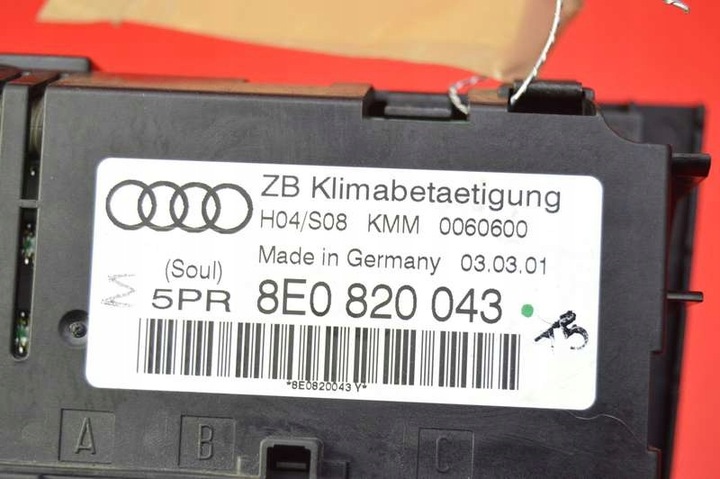 ZB Klimabetaetigung
H04/S08 KMM 0060600
Made in Germany 03.03.01
(Soul)
M 5PR 8E0 820 043
*8E0820043 Y*
A B C